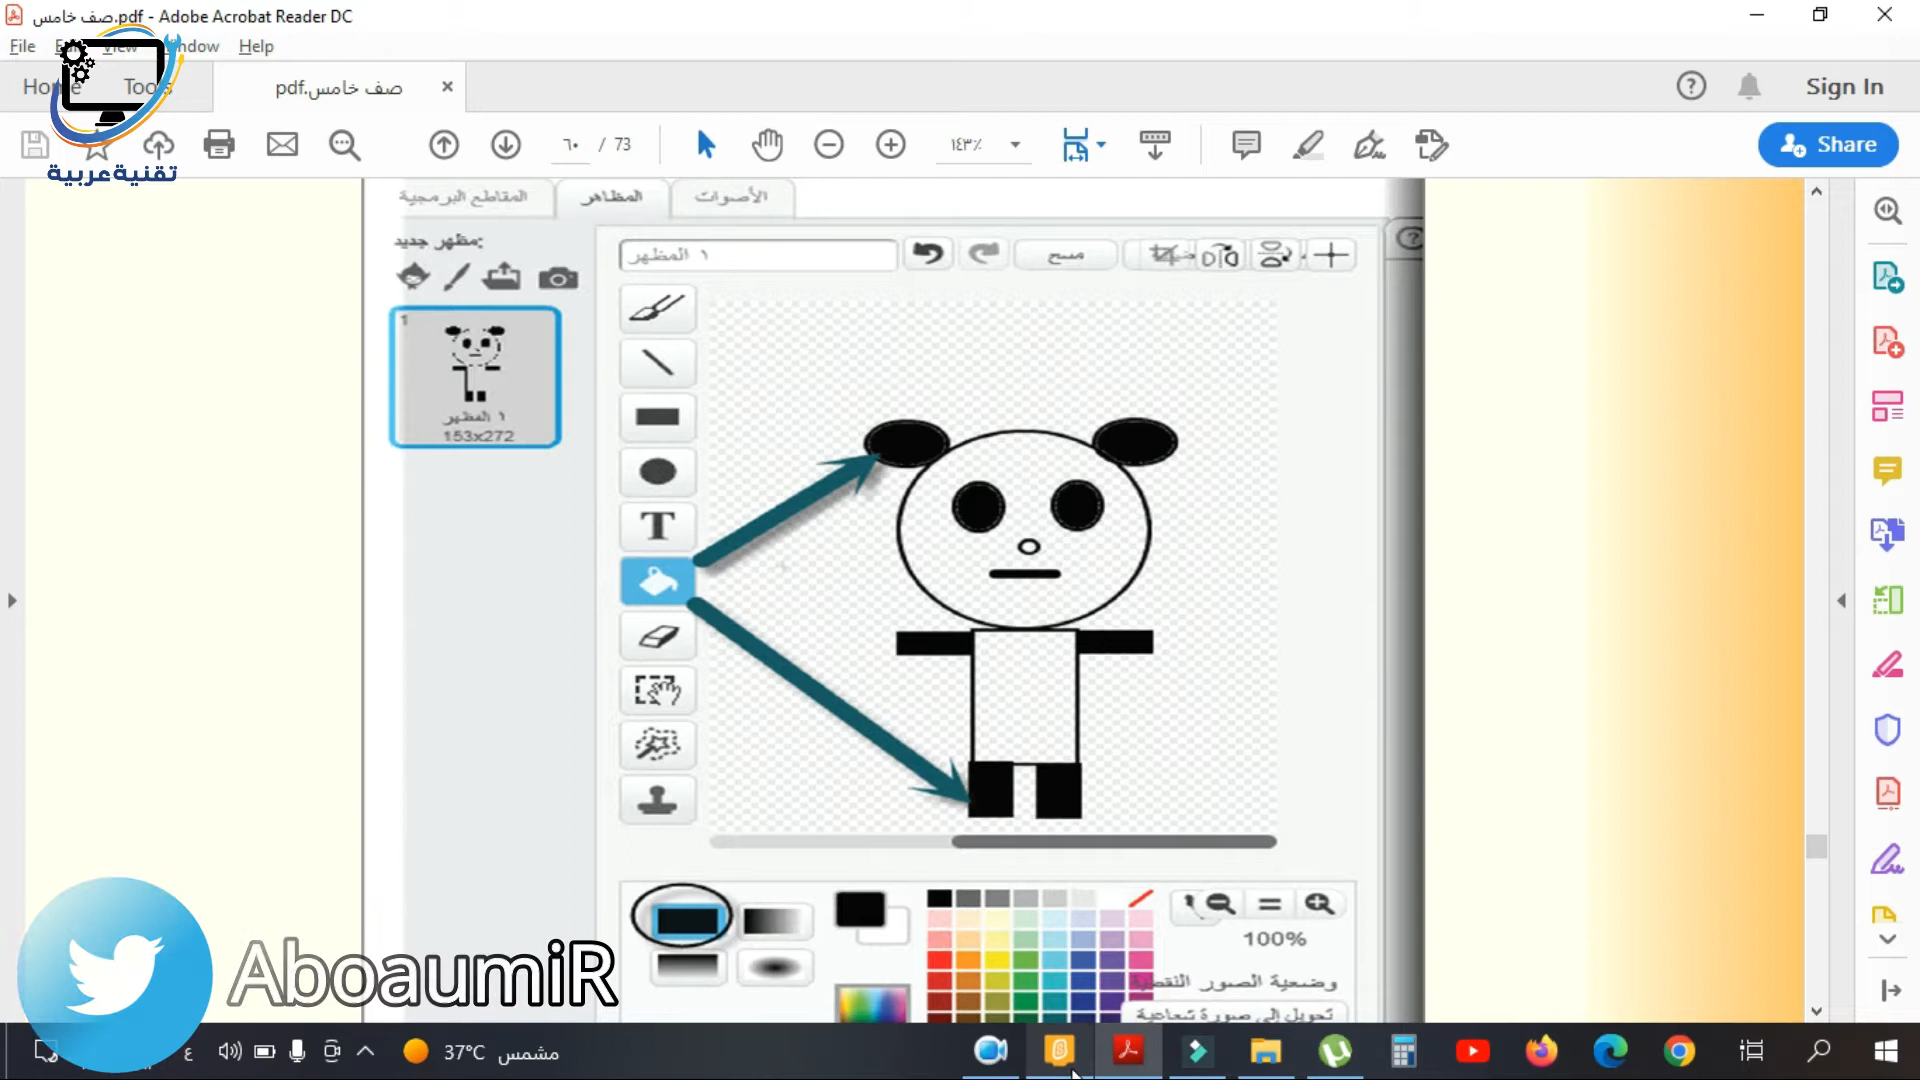 صف خامس.pdf - Adobe Acrobat Reader DC
File Edit View Window Help
Home Tools صف خامس.pdf
Sign In
٦٠ / 73
١٤٣٪
Share
تقنية عربية
المقاطع البرمجية المظاهر الأصوات
مظهر جديد:
١ المظهر
مسح
1
١ المظهر
153x272
T
100%
وضعية الصور النقطية
تحويل إلى صورة شعاعية
AboaumiR
ع
37°C مشمس